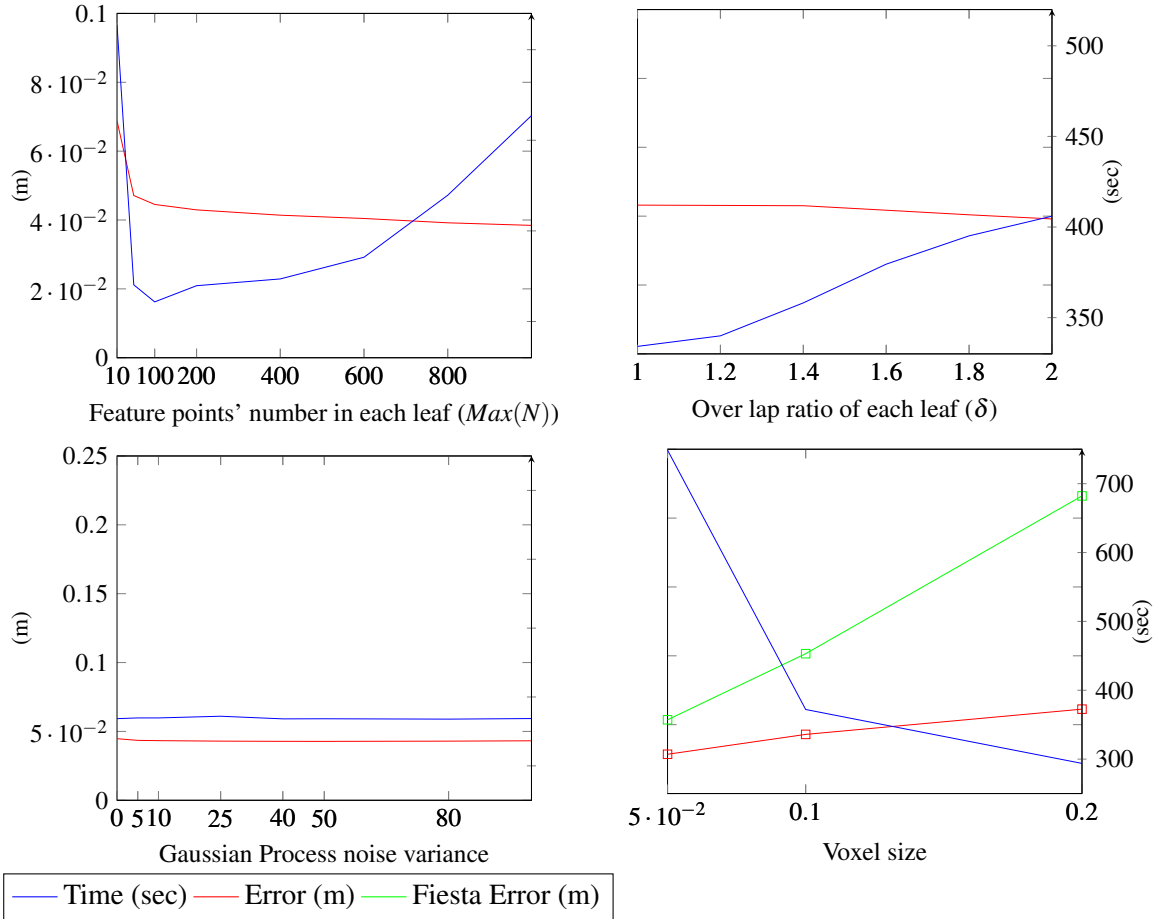 0.1
8 · 10⁻²
6 · 10⁻²
4 · 10⁻²
2 · 10⁻²
0
(m)
10 100 200 400 600 800
Feature points' number in each leaf (Max(N))
500
450
400
350
(sec)
1 1.2 1.4 1.6 1.8 2
Over lap ratio of each leaf (δ)
0.25
0.2
0.15
0.1
5 · 10⁻²
0
(m)
0 5 10 25 40 50 80
Gaussian Process noise variance
700
600
500
400
300
(sec)
5 · 10⁻² 0.1 0.2
Voxel size
Time (sec) Error (m) Fiesta Error (m)